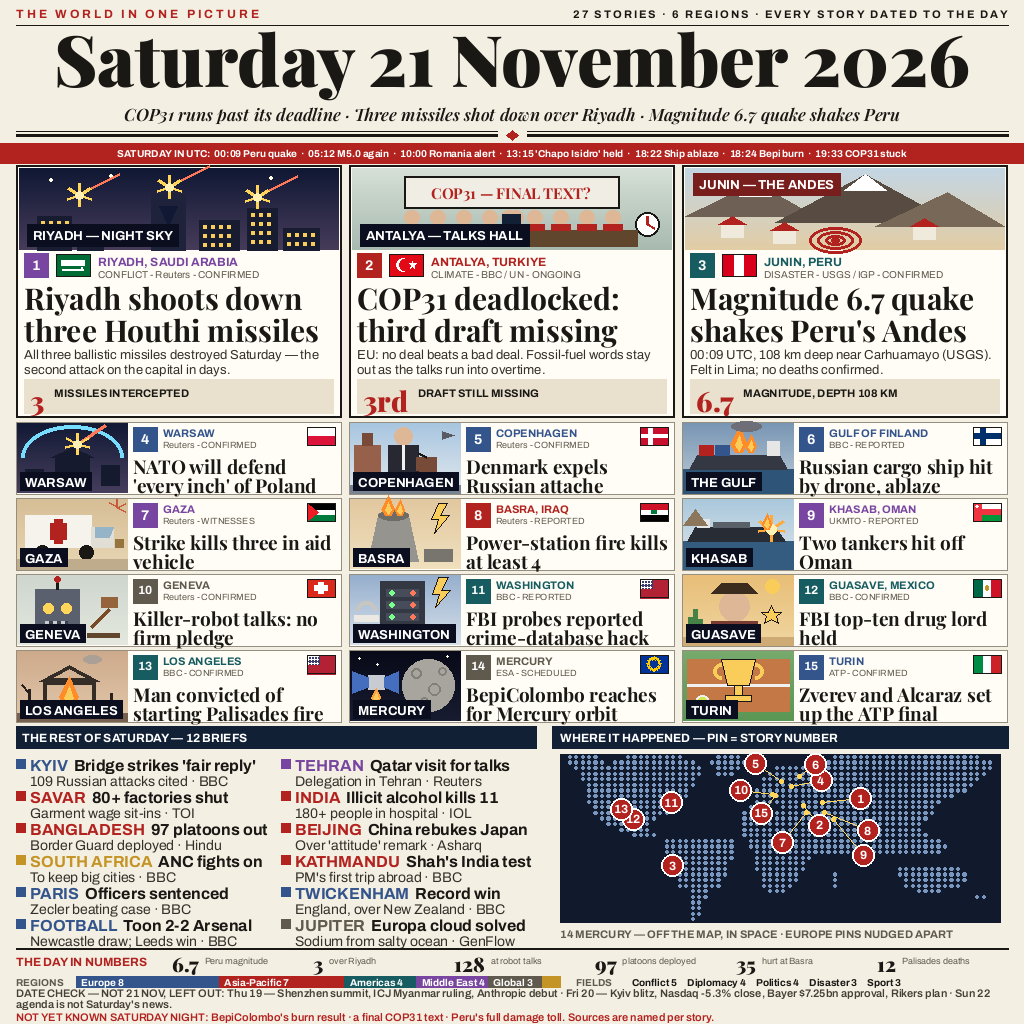 THE WORLD IN ONE PICTURE
27 STORIES · 6 REGIONS · EVERY STORY DATED TO THE DAY
Saturday 21 November 2026
COP31 runs past its deadline · Three missiles shot down over Riyadh · Magnitude 6.7 quake shakes Peru
SATURDAY IN UTC: 00:09 Peru quake · 05:12 M5.0 again · 10:00 Romania alert · 13:15 'Chapo Isidro' held · 18:22 Ship ablaze · 18:24 Bepi burn · 19:33 COP31 stuck
RIYADH — NIGHT SKY
1
RIYADH, SAUDI ARABIA
CONFLICT - Reuters - CONFIRMED
Riyadh shoots down
three Houthi missiles
All three ballistic missiles destroyed Saturday — the
second attack on the capital in days.
3
MISSILES INTERCEPTED
COP31 — FINAL TEXT?
ANTALYA — TALKS HALL
2
ANTALYA, TURKIYE
CLIMATE - BBC / UN - ONGOING
COP31 deadlocked:
third draft missing
EU: no deal beats a bad deal. Fossil-fuel words stay
out as the talks run into overtime.
3rd
DRAFT STILL MISSING
JUNIN — THE ANDES
3
JUNIN, PERU
DISASTER - USGS / IGP - CONFIRMED
Magnitude 6.7 quake
shakes Peru's Andes
00:09 UTC, 108 km deep near Carhuamayo (USGS).
Felt in Lima; no deaths confirmed.
6.7
MAGNITUDE, DEPTH 108 KM
WARSAW
4
WARSAW
Reuters - CONFIRMED
NATO will defend
'every inch' of Poland
COPENHAGEN
5
COPENHAGEN
Reuters - CONFIRMED
Denmark expels
Russian attache
THE GULF
6
GULF OF FINLAND
BBC - REPORTED
Russian cargo ship hit
by drone, ablaze
GAZA
7
GAZA
Reuters - WITNESSES
Strike kills three in aid
vehicle
BASRA
8
BASRA, IRAQ
Reuters - REPORTED
Power-station fire kills
at least 4
KHASAB
9
KHASAB, OMAN
UKMTO - REPORTED
Two tankers hit off
Oman
GENEVA
10
GENEVA
Reuters - CONFIRMED
Killer-robot talks: no
firm pledge
WASHINGTON
11
WASHINGTON
BBC - REPORTED
FBI probes reported
crime-database hack
GUASAVE
12
GUASAVE, MEXICO
BBC - CONFIRMED
FBI top-ten drug lord
held
LOS ANGELES
13
LOS ANGELES
BBC - CONFIRMED
Man convicted of
starting Palisades fire
MERCURY
14
MERCURY
ESA - SCHEDULED
BepiColombo reaches
for Mercury orbit
TURIN
15
TURIN
ATP - CONFIRMED
Zverev and Alcaraz set
up the ATP final
THE REST OF SATURDAY — 12 BRIEFS
KYIV Bridge strikes 'fair reply'
109 Russian attacks cited · BBC
SAVAR 80+ factories shut
Garment wage sit-ins · TOI
BANGLADESH 97 platoons out
Border Guard deployed · Hindu
SOUTH AFRICA ANC fights on
To keep big cities · BBC
PARIS Officers sentenced
Zecler beating case · BBC
FOOTBALL Toon 2-2 Arsenal
Newcastle draw; Leeds win · BBC
TEHRAN Qatar visit for talks
Delegation in Tehran · Reuters
INDIA Illicit alcohol kills 11
180+ people in hospital · IOL
BEIJING China rebukes Japan
Over 'attitude' remark · Asharq
KATHMANDU Shah's India test
PM's first trip abroad · BBC
TWICKENHAM Record win
England, over New Zealand · BBC
JUPITER Europa cloud solved
Sodium from salty ocean · GenFlow
WHERE IT HAPPENED — PIN = STORY NUMBER
5
6
4
10
1
13
11
12
15
2
8
7
9
3
14 MERCURY — OFF THE MAP, IN SPACE · EUROPE PINS NUDGED APART
THE DAY IN NUMBERS
6.7 Peru magnitude
3 over Riyadh
128 at robot talks
97 platoons deployed
35 hurt at Basra
12 Palisades deaths
REGIONS Europe 8 Asia-Pacific 7 Americas 4 Middle East 4 Global 3
FIELDS Conflict 5 Diplomacy 4 Politics 4 Disaster 3 Sport 3
DATE CHECK — NOT 21 NOV, LEFT OUT: Thu 19 — Shenzhen summit, ICJ Myanmar ruling, Anthropic debut · Fri 20 — Kyiv blitz, Nasdaq -5.3% close, Bayer $7.25bn approval, Rikers plan · Sun 22
agenda is not Saturday's news.
NOT YET KNOWN SATURDAY NIGHT: BepiColombo's burn result · a final COP31 text · Peru's full damage toll. Sources are named per story.